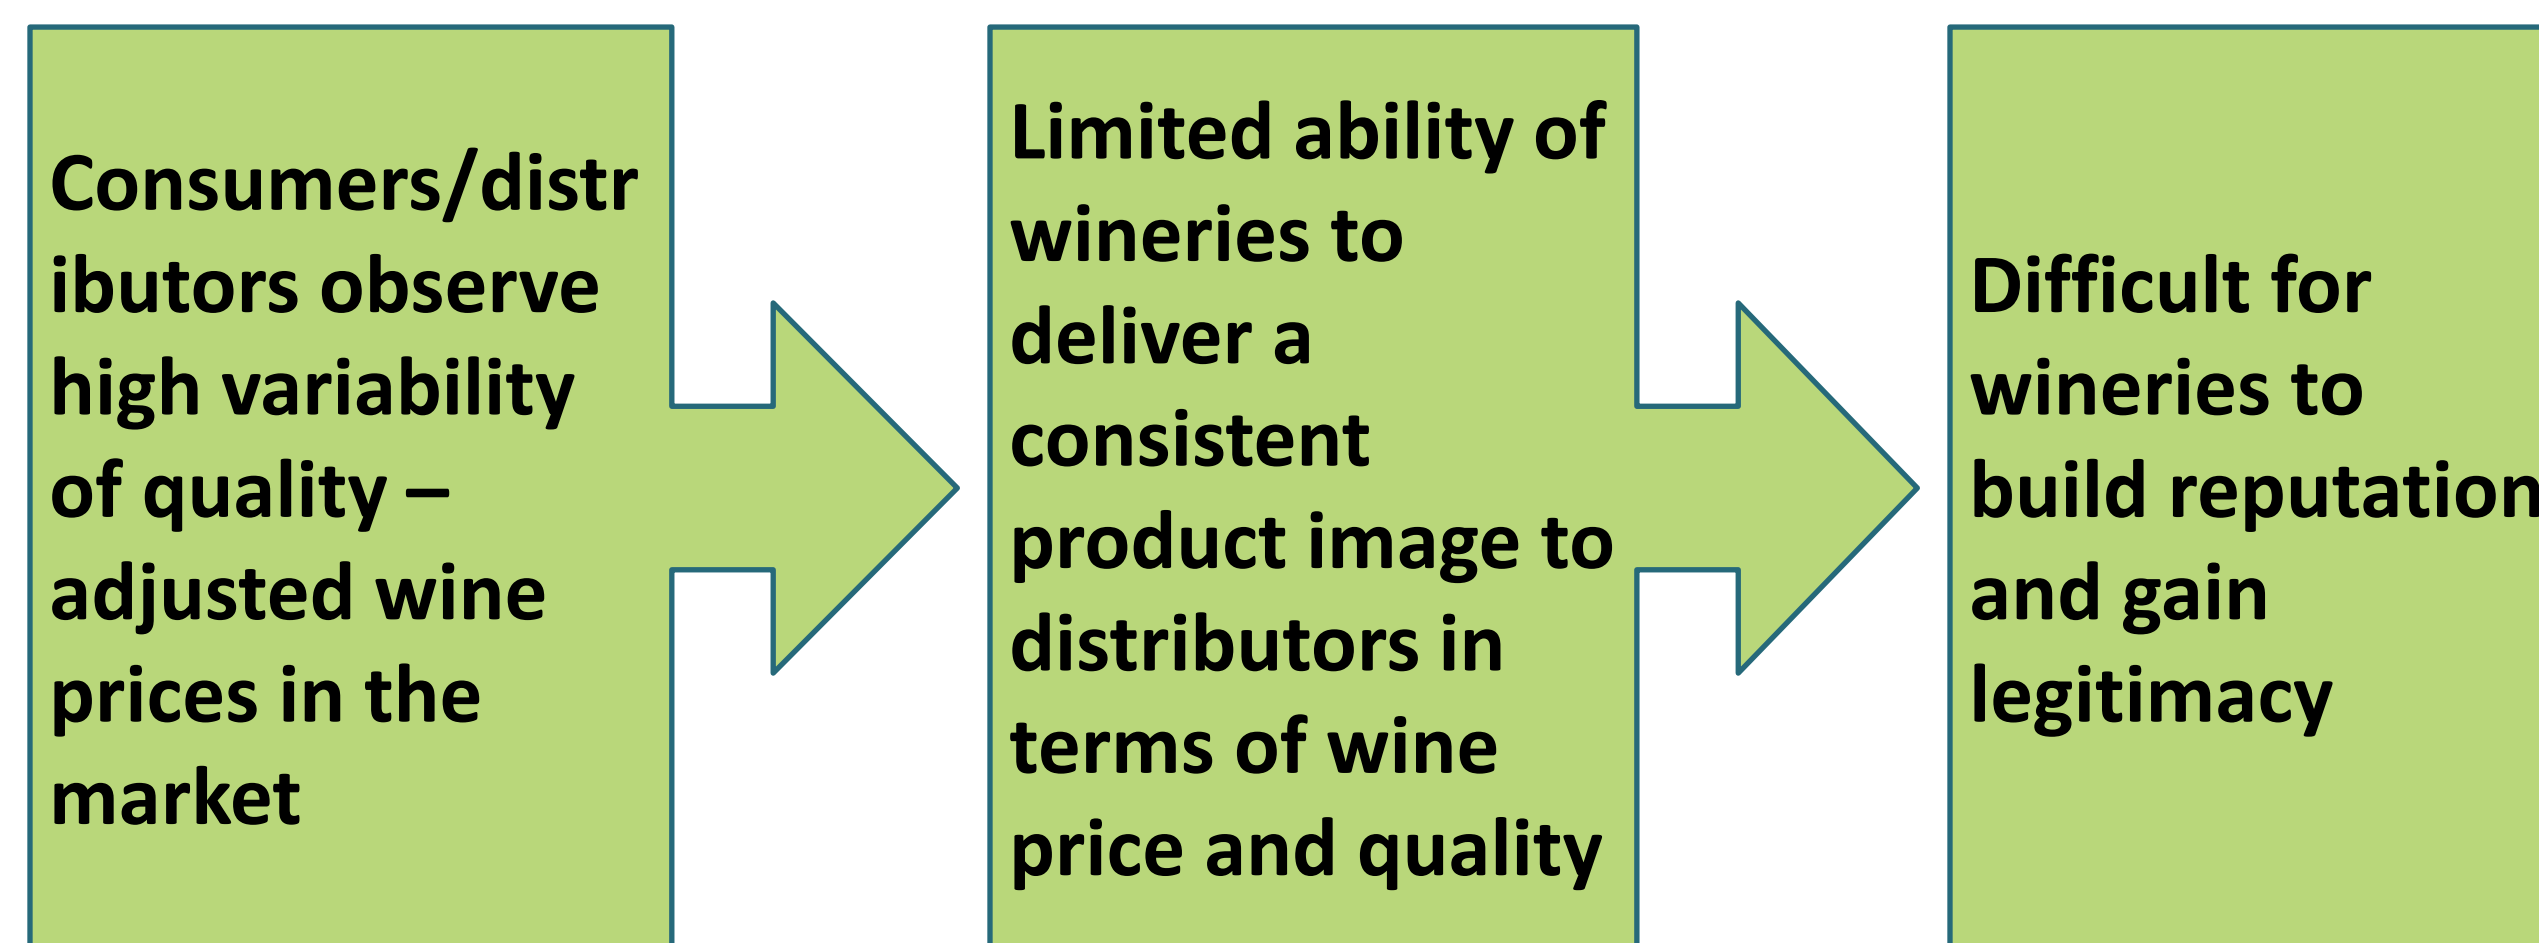 Consumers/distr
ibutors observe
high variability
of quality –
adjusted wine
prices in the
market
Limited ability of
wineries to
deliver a
consistent
product image to
distributors in
terms of wine
price and quality
Difficult for
wineries to
build reputation
and gain
legitimacy